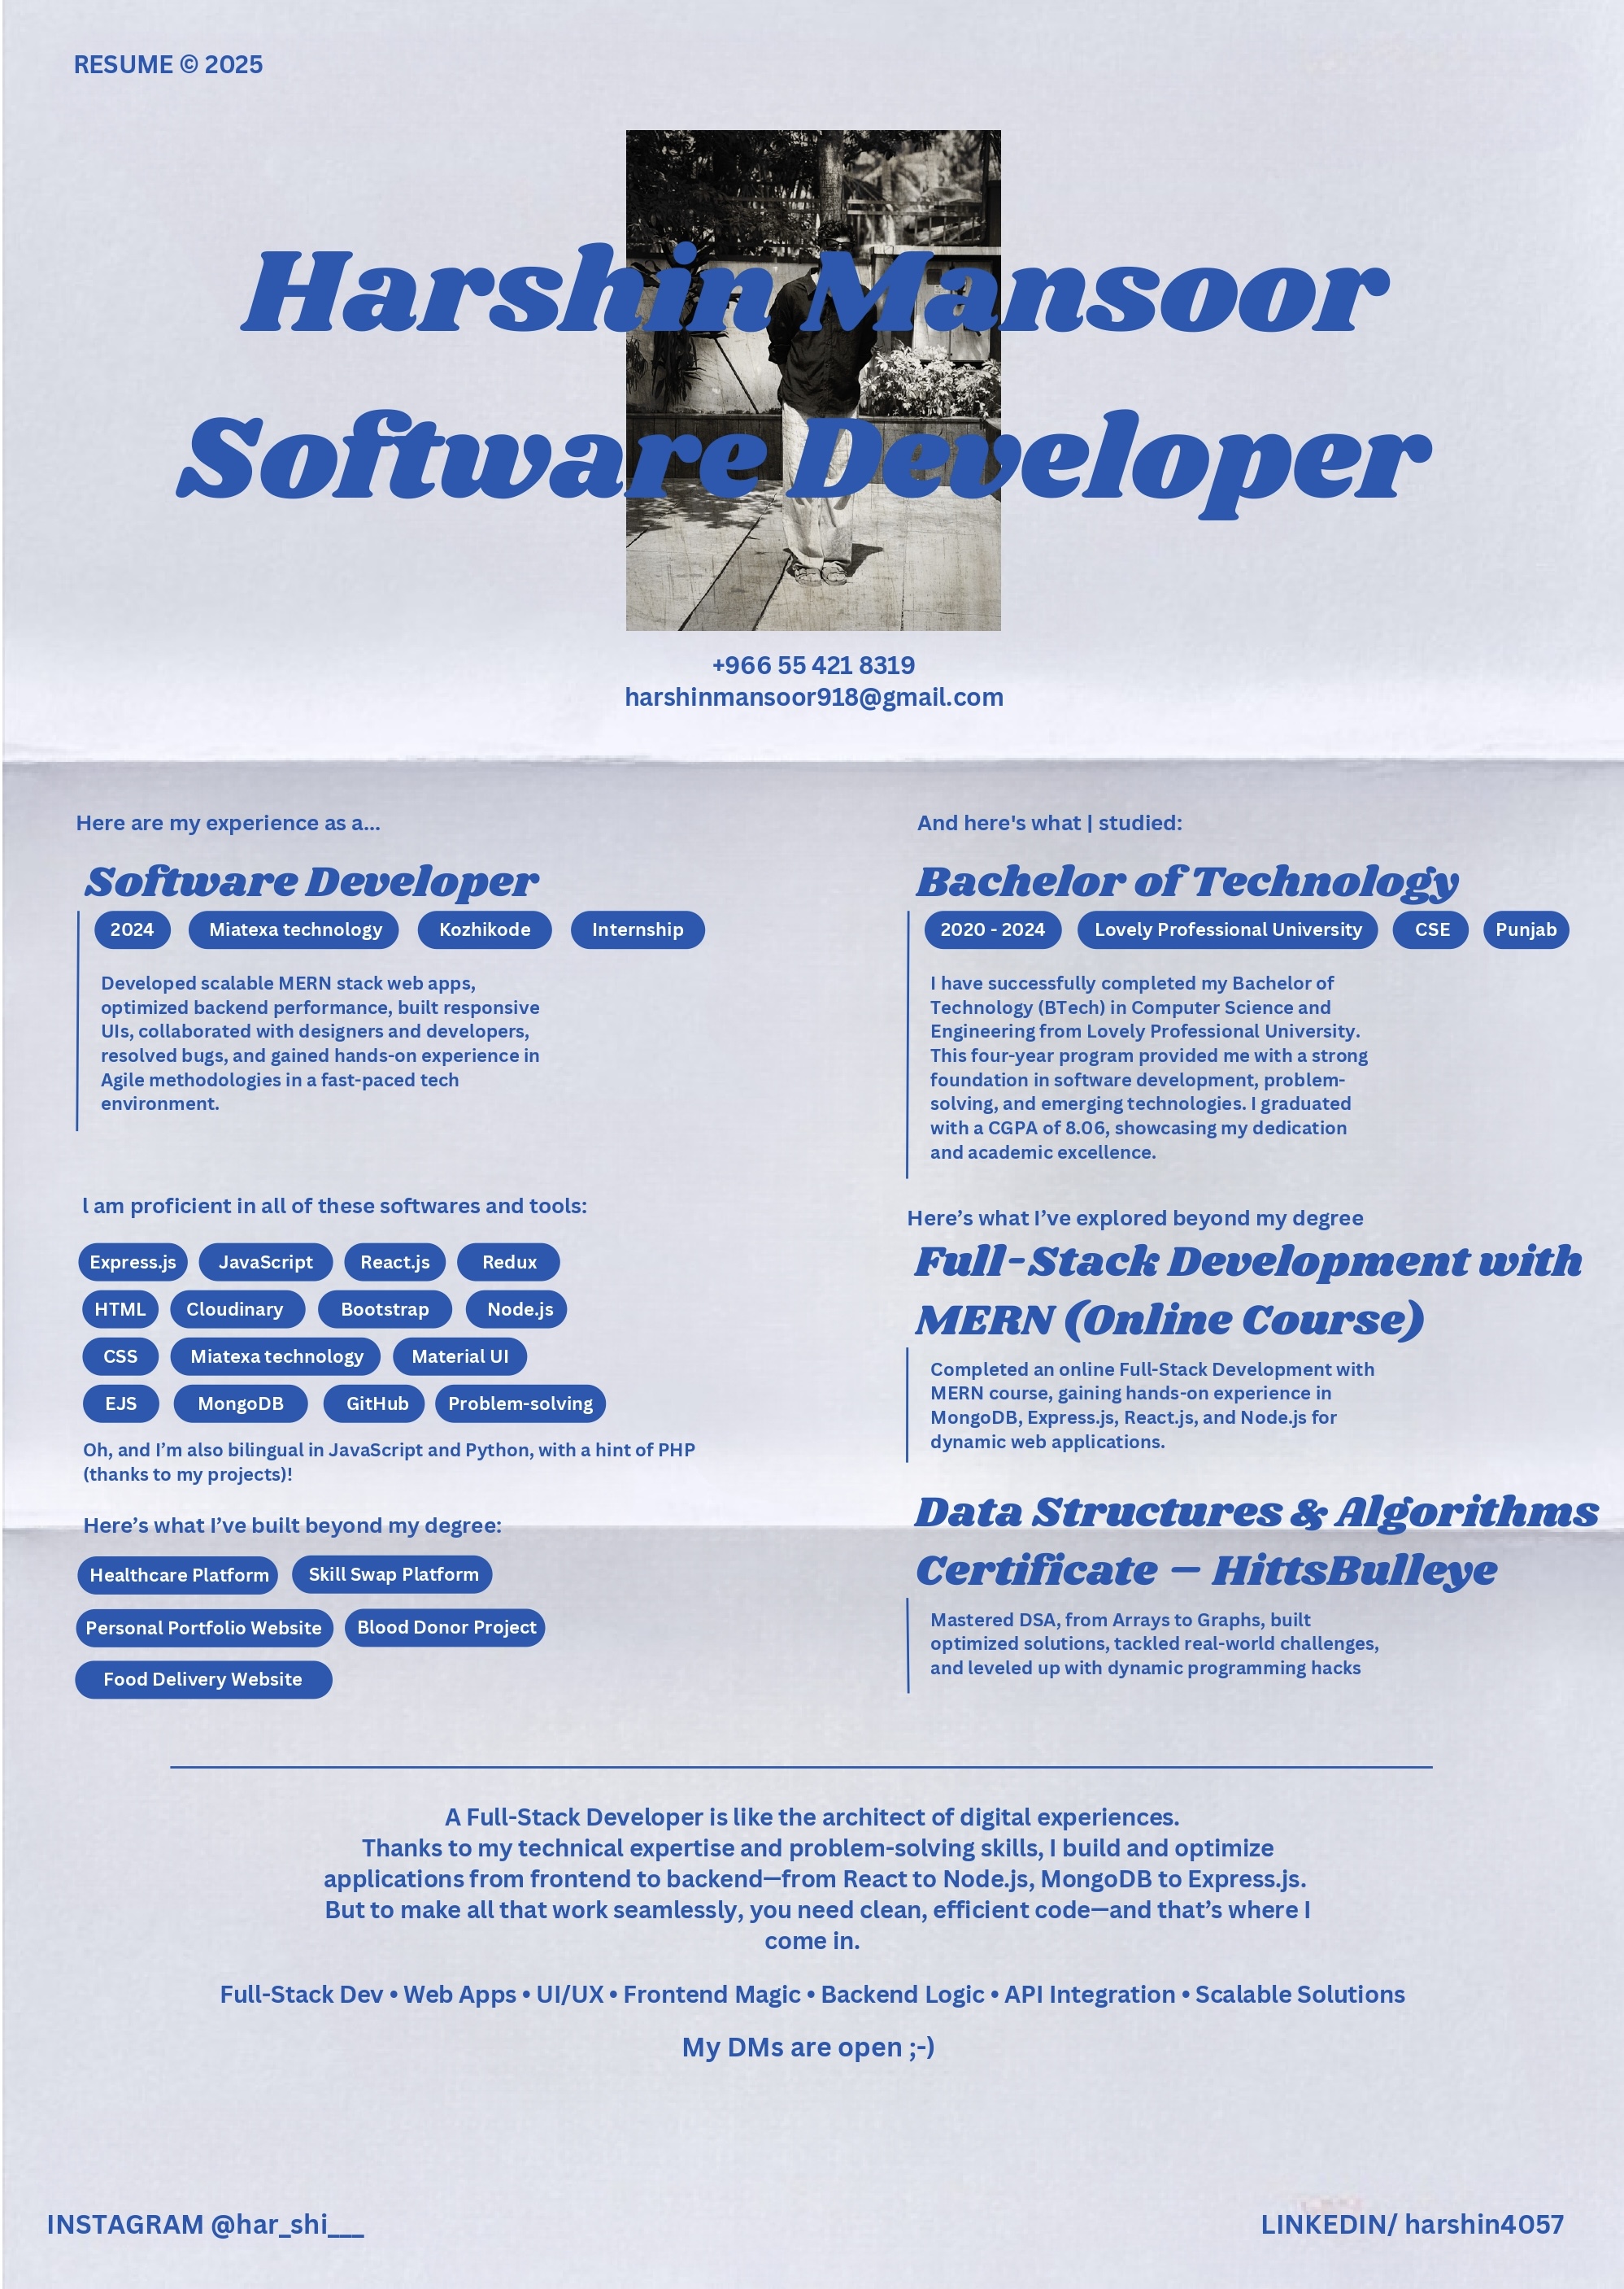 RESUME © 2025
Harshin Mansoor
Software Developer
+966 55 421 8319
harshinmansoor918@gmail.com
Here are my experience as a...
Software Developer
2024 Miatexa technology Kozhikode Internship
Developed scalable MERN stack web apps,
optimized backend performance, built responsive
UIs, collaborated with designers and developers,
resolved bugs, and gained hands-on experience in
Agile methodologies in a fast-paced tech
environment.
I am proficient in all of these softwares and tools:
Express.js JavaScript React.js Redux
HTML Cloudinary Bootstrap Node.js
CSS Miatexa technology Material UI
EJS MongoDB GitHub Problem-solving
Oh, and I’m also bilingual in JavaScript and Python, with a hint of PHP
(thanks to my projects)!
Here’s what I’ve built beyond my degree:
Healthcare Platform Skill Swap Platform
Personal Portfolio Website Blood Donor Project
Food Delivery Website
And here's what I studied:
Bachelor of Technology
2020 - 2024 Lovely Professional University CSE Punjab
I have successfully completed my Bachelor of
Technology (BTech) in Computer Science and
Engineering from Lovely Professional University.
This four-year program provided me with a strong
foundation in software development, problem-
solving, and emerging technologies. I graduated
with a CGPA of 8.06, showcasing my dedication
and academic excellence.
Here’s what I’ve explored beyond my degree
Full-Stack Development with
MERN (Online Course)
Completed an online Full-Stack Development with
MERN course, gaining hands-on experience in
MongoDB, Express.js, React.js, and Node.js for
dynamic web applications.
Data Structures & Algorithms
Certificate – HittsBulleye
Mastered DSA, from Arrays to Graphs, built
optimized solutions, tackled real-world challenges,
and leveled up with dynamic programming hacks
A Full-Stack Developer is like the architect of digital experiences.
Thanks to my technical expertise and problem-solving skills, I build and optimize
applications from frontend to backend—from React to Node.js, MongoDB to Express.js.
But to make all that work seamlessly, you need clean, efficient code—and that’s where I
come in.
Full-Stack Dev • Web Apps • UI/UX • Frontend Magic • Backend Logic • API Integration • Scalable Solutions
My DMs are open ;-)
INSTAGRAM @har_shi___
LINKEDIN/ harshin4057